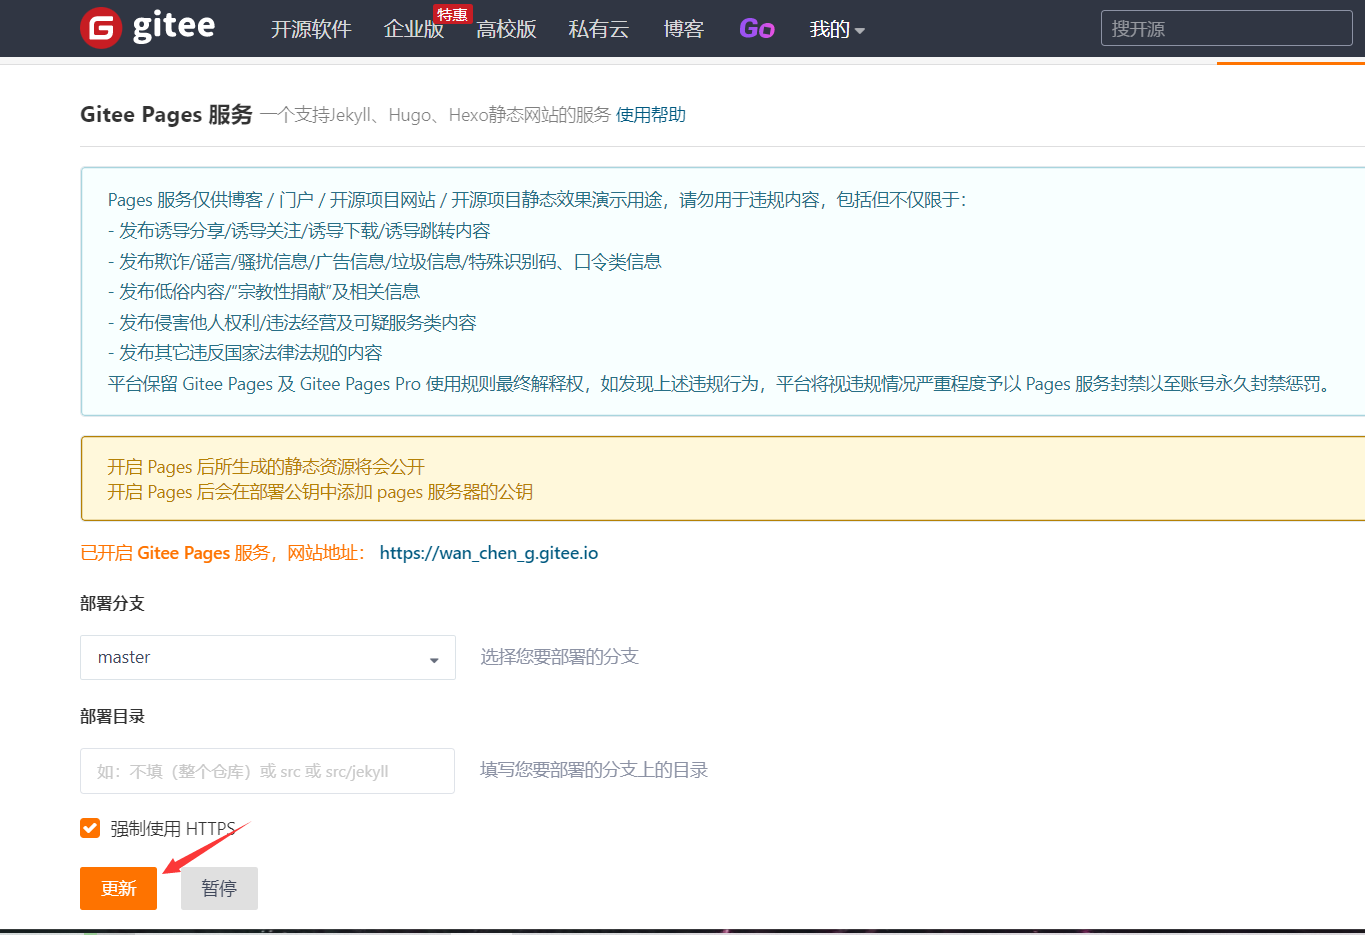 gitee
开源软件 企业版 特惠 高校版 私有云 博客 Go 我的 搜开源
Gitee Pages 服务 一个支持Jekyll、Hugo、Hexo静态网站的服务 使用帮助
Pages 服务仅供博客 / 门户 / 开源项目网站 / 开源项目静态效果演示用途，请勿用于违规内容，包括但不仅限于：
- 发布诱导分享/诱导关注/诱导下载/诱导跳转内容
- 发布欺诈/谣言/骚扰信息/广告信息/垃圾信息/特殊识别码、口令类信息
- 发布低俗内容/“宗教性捐献”及相关信息
- 发布侵害他人权利/违法经营及可疑服务类内容
- 发布其它违反国家法律法规的内容
平台保留 Gitee Pages 及 Gitee Pages Pro 使用规则最终解释权，如发现上述违规行为，平台将视违规情况严重程度予以 Pages 服务封禁以至账号永久封禁惩罚。
开启 Pages 后所生成的静态资源将会公开
开启 Pages 后会在部署公钥中添加 pages 服务器的公钥
已开启 Gitee Pages 服务，网站地址： https://wan_chen_g.gitee.io
部署分支
master 选择您要部署的分支
部署目录
如：不填（整个仓库）或 src 或 src/jekyll 填写您要部署的分支上的目录
强制使用 HTTPS
更新 暂停